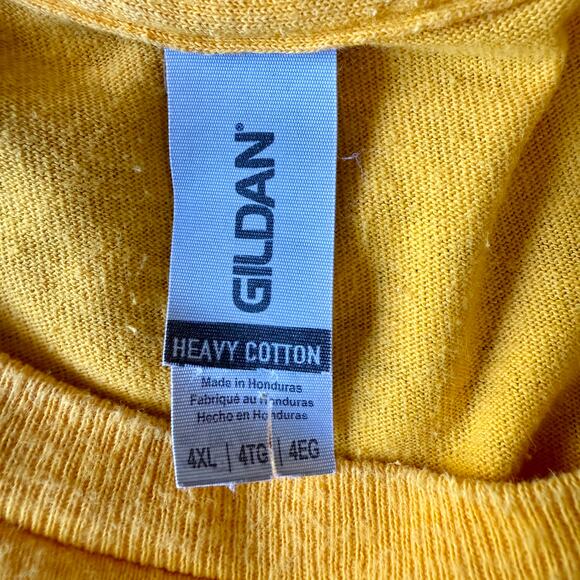 GILDAN®
HEAVY COTTON
Made in Honduras
Fabriqué au Honduras
Hecho en Honduras
4XL | 4TG | 4EG